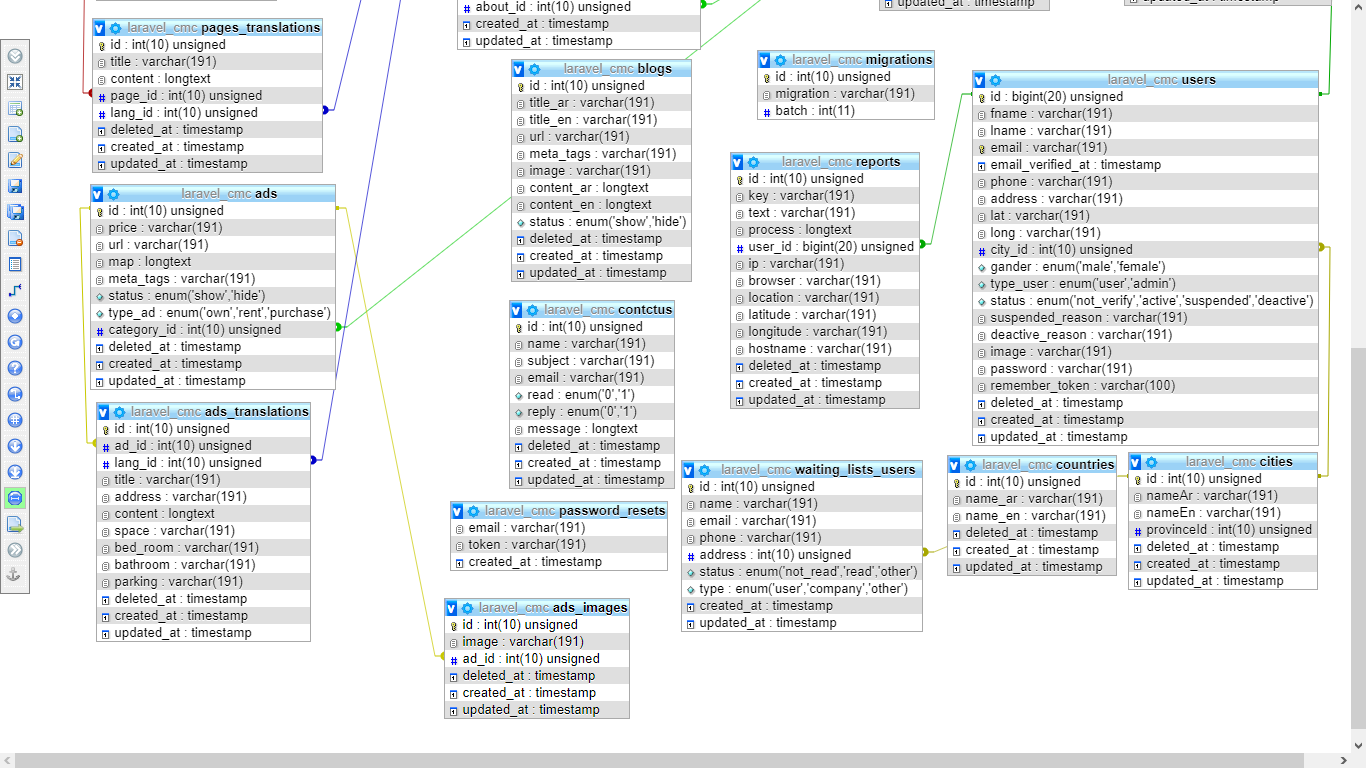 laravel_cmc pages_translations
id : int(10) unsigned
title : varchar(191)
content : longtext
page_id : int(10) unsigned
lang_id : int(10) unsigned
deleted_at : timestamp
created_at : timestamp
updated_at : timestamp
laravel_cmc ads
id : int(10) unsigned
price : varchar(191)
url : varchar(191)
map : longtext
meta_tags : varchar(191)
status : enum('show','hide')
type_ad : enum('own','rent','purchase')
category_id : int(10) unsigned
deleted_at : timestamp
created_at : timestamp
updated_at : timestamp
laravel_cmc ads_translations
id : int(10) unsigned
ad_id : int(10) unsigned
lang_id : int(10) unsigned
title : varchar(191)
address : varchar(191)
content : longtext
space : varchar(191)
bed_room : varchar(191)
bathroom : varchar(191)
parking : varchar(191)
deleted_at : timestamp
created_at : timestamp
updated_at : timestamp
about_id : int(10) unsigned
created_at : timestamp
updated_at : timestamp
laravel_cmc blogs
id : int(10) unsigned
title_ar : varchar(191)
title_en : varchar(191)
url : varchar(191)
meta_tags : varchar(191)
image : varchar(191)
content_ar : longtext
content_en : longtext
status : enum('show','hide')
deleted_at : timestamp
created_at : timestamp
updated_at : timestamp
laravel_cmc contctus
id : int(10) unsigned
name : varchar(191)
subject : varchar(191)
email : varchar(191)
read : enum('0','1')
reply : enum('0','1')
message : longtext
deleted_at : timestamp
created_at : timestamp
updated_at : timestamp
laravel_cmc password_resets
email : varchar(191)
token : varchar(191)
created_at : timestamp
laravel_cmc ads_images
id : int(10) unsigned
image : varchar(191)
ad_id : int(10) unsigned
deleted_at : timestamp
created_at : timestamp
updated_at : timestamp
updated_at : timestamp
laravel_cmc migrations
id : int(10) unsigned
migration : varchar(191)
batch : int(11)
laravel_cmc reports
id : int(10) unsigned
key : varchar(191)
text : varchar(191)
process : longtext
user_id : bigint(20) unsigned
ip : varchar(191)
browser : varchar(191)
location : varchar(191)
latitude : varchar(191)
longitude : varchar(191)
hostname : varchar(191)
deleted_at : timestamp
created_at : timestamp
updated_at : timestamp
laravel_cmc waiting_lists_users
id : int(10) unsigned
name : varchar(191)
email : varchar(191)
phone : varchar(191)
address : int(10) unsigned
status : enum('not_read','read','other')
type : enum('user','company','other')
created_at : timestamp
updated_at : timestamp
laravel_cmc users
id : bigint(20) unsigned
fname : varchar(191)
lname : varchar(191)
email : varchar(191)
email_verified_at : timestamp
phone : varchar(191)
address : varchar(191)
lat : varchar(191)
long : varchar(191)
city_id : int(10) unsigned
gander : enum('male','female')
type_user : enum('user','admin')
status : enum('not_verify','active','suspended','deactive')
suspended_reason : varchar(191)
deactive_reason : varchar(191)
image : varchar(191)
password : varchar(191)
remember_token : varchar(100)
deleted_at : timestamp
created_at : timestamp
updated_at : timestamp
laravel_cmc countries
id : int(10) unsigned
name_ar : varchar(191)
name_en : varchar(191)
deleted_at : timestamp
created_at : timestamp
updated_at : timestamp
laravel_cmc cities
id : int(10) unsigned
nameAr : varchar(191)
nameEn : varchar(191)
provinceId : int(10) unsigned
deleted_at : timestamp
created_at : timestamp
updated_at : timestamp